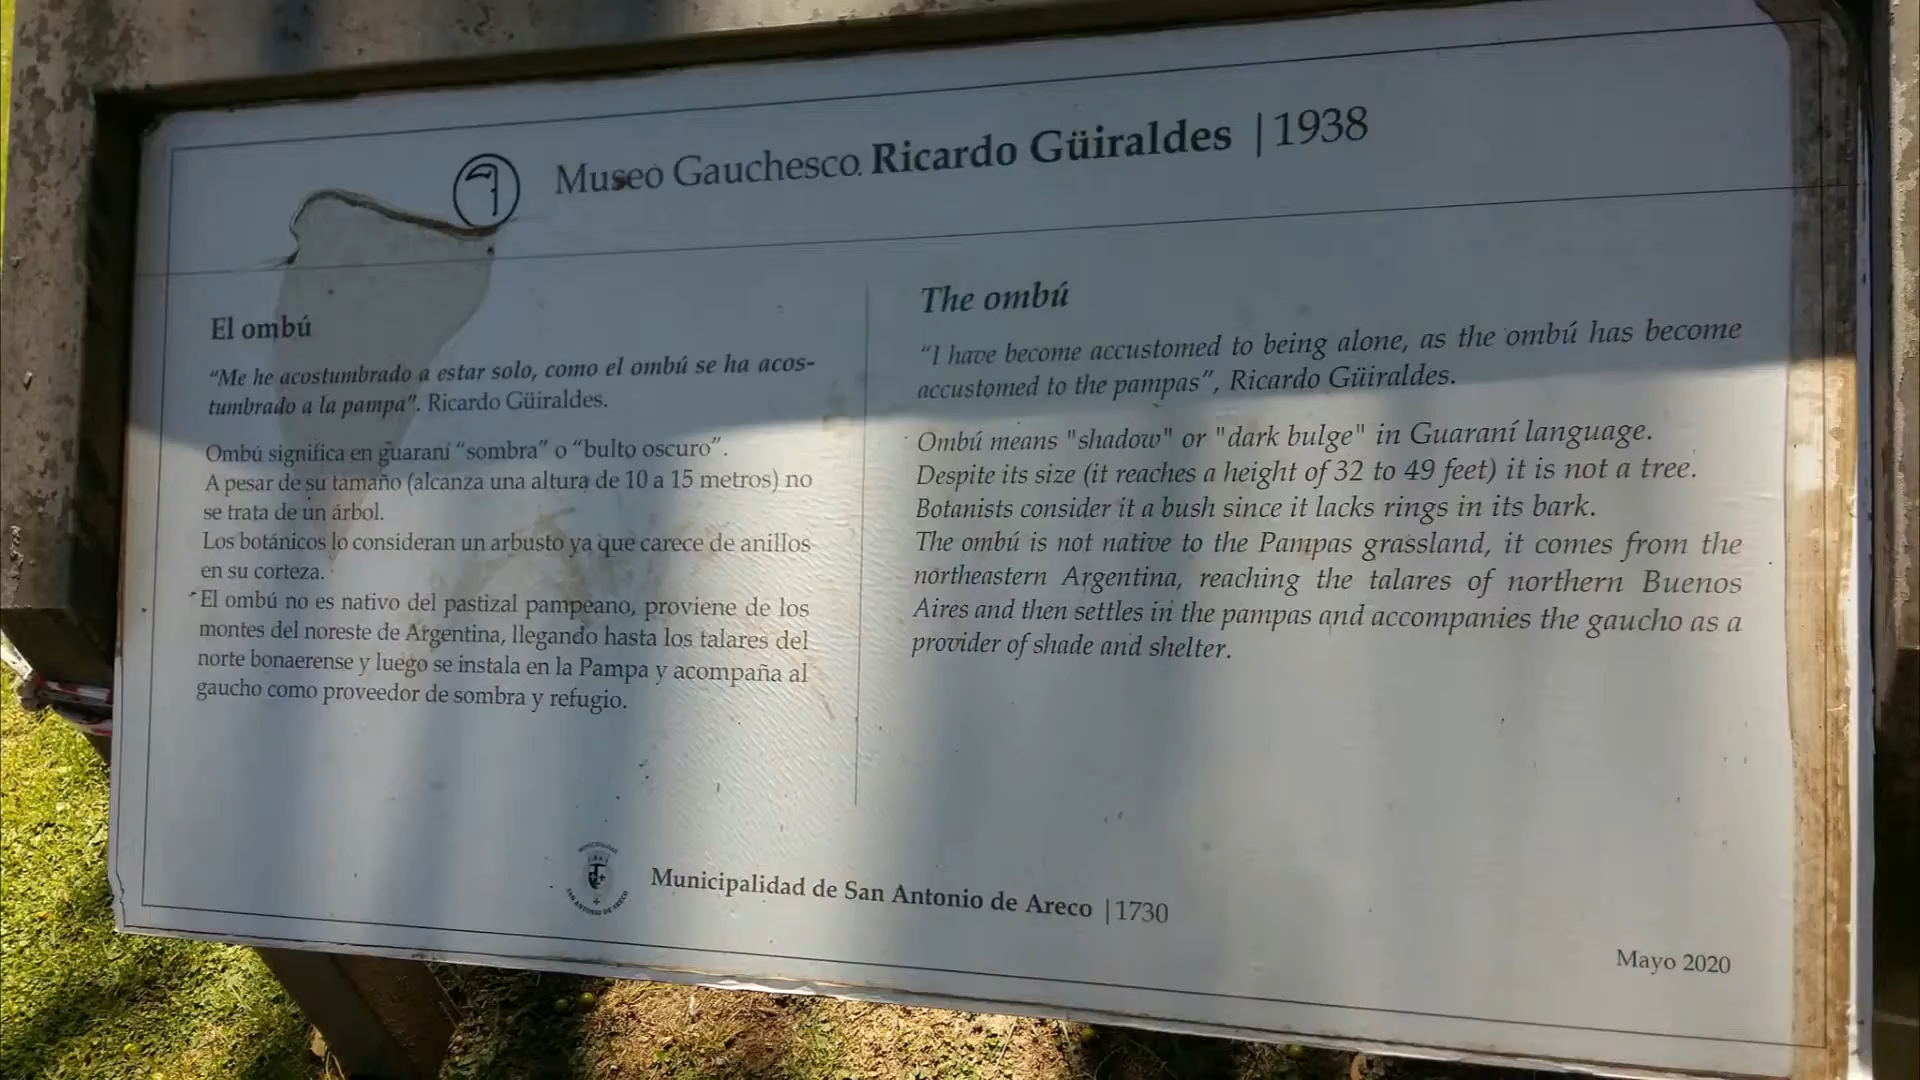 Museo Gauchesco Ricardo Güiraldes | 1938
El ombú
“Me he acostumbrado a estar solo, como el ombú se ha acos-
tumbrado a la pampa”. Ricardo Güiraldes.
Ombú significa en guaraní “sombra” o “bulto oscuro”.
A pesar de su tamaño (alcanza una altura de 10 a 15 metros) no
se trata de un árbol.
Los botánicos lo consideran un arbusto ya que carece de anillos
en su corteza.
El ombú no es nativo del pastizal pampeano, proviene de los
montes del noreste de Argentina, llegando hasta los talares del
norte bonaerense y luego se instala en la Pampa y acompaña al
gaucho como proveedor de sombra y refugio.
The ombú
“I have become accustomed to being alone, as the ombú has become
accustomed to the pampas”, Ricardo Güiraldes.
Ombú means "shadow" or "dark bulge" in Guaraní language.
Despite its size (it reaches a height of 32 to 49 feet) it is not a tree.
Botanists consider it a bush since it lacks rings in its bark.
The ombú is not native to the Pampas grassland, it comes from the
northeastern Argentina, reaching the talares of northern Buenos
Aires and then settles in the pampas and accompanies the gaucho as a
provider of shade and shelter.
MUNICIPALIDAD
SAN ANTONIO DE ARECO
Municipalidad de San Antonio de Areco | 1730
Mayo 2020